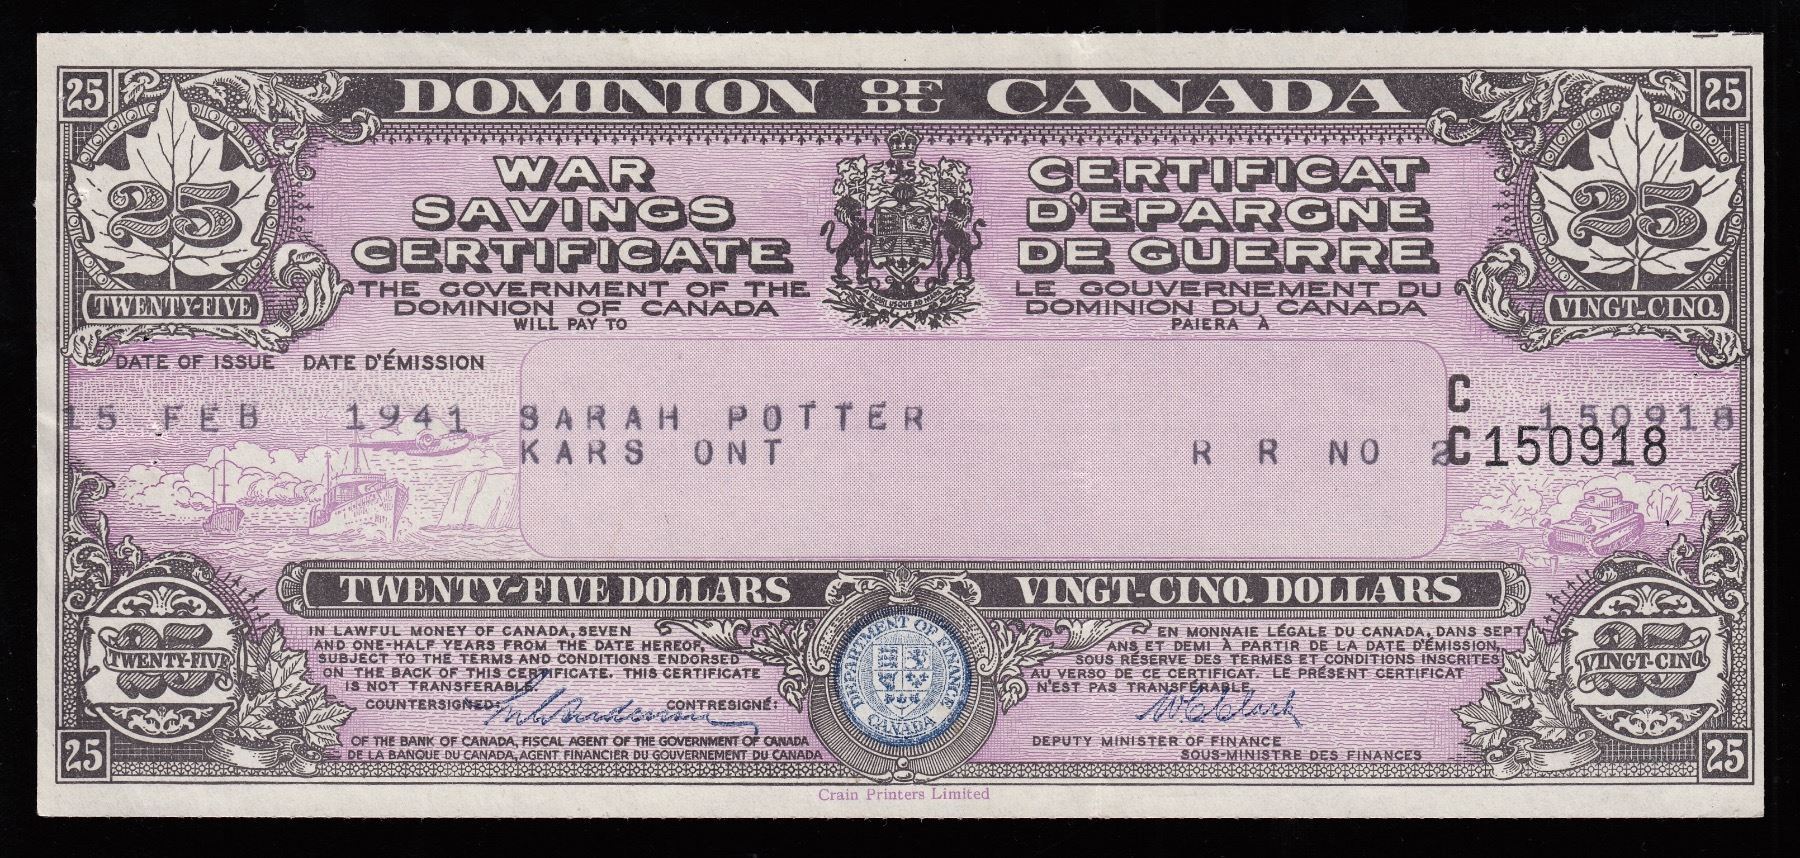 25 DOMINION OF DU CANADA 25
25 25
TWENTY-FIVE VINGT-CINQ
WAR
SAVINGS
CERTIFICATE
THE GOVERNMENT OF THE
DOMINION OF CANADA
WILL PAY TO
CERTIFICAT
D'EPARGNE
DE GUERRE
LE GOUVERNEMENT DU
DOMINION DU CANADA
PAIERA À
DATE OF ISSUE DATE D'ÉMISSION
15 FEB 1941 SARAH POTTER C 150918
KARS ONT R R NO 2 C150918
TWENTY-FIVE DOLLARS VINGT-CINQ DOLLARS
25 TWENTY-FIVE
25 VINGT-CINQ
IN LAWFUL MONEY OF CANADA, SEVEN
AND ONE-HALF YEARS FROM THE DATE HEREOF,
SUBJECT TO THE TERMS AND CONDITIONS ENDORSED
ON THE BACK OF THIS CERTIFICATE. THIS CERTIFICATE
IS NOT TRANSFERABLE.
COUNTERSIGNED: CONTRESIGNÉ:
OF THE BANK OF CANADA, FISCAL AGENT OF THE GOVERNMENT OF CANADA
DE LA BANQUE DU CANADA, AGENT FINANCIER DU GOUVERNEMENT DU CANADA
DEPARTMENT OF FINANCE
CANADA
EN MONNAIE LÉGALE DU CANADA, DANS SEPT
ANS ET DEMI À PARTIR DE LA DATE D'ÉMISSION,
SOUS RÉSERVE DES TERMES ET CONDITIONS INSCRITES
AU VERSO DE CE CERTIFICAT. LE PRÉSENT CERTIFICAT
N'EST PAS TRANSFÉRABLE
W C Clark
DEPUTY MINISTER OF FINANCE
SOUS-MINISTRE DES FINANCES
25 25
Crain Printers Limited